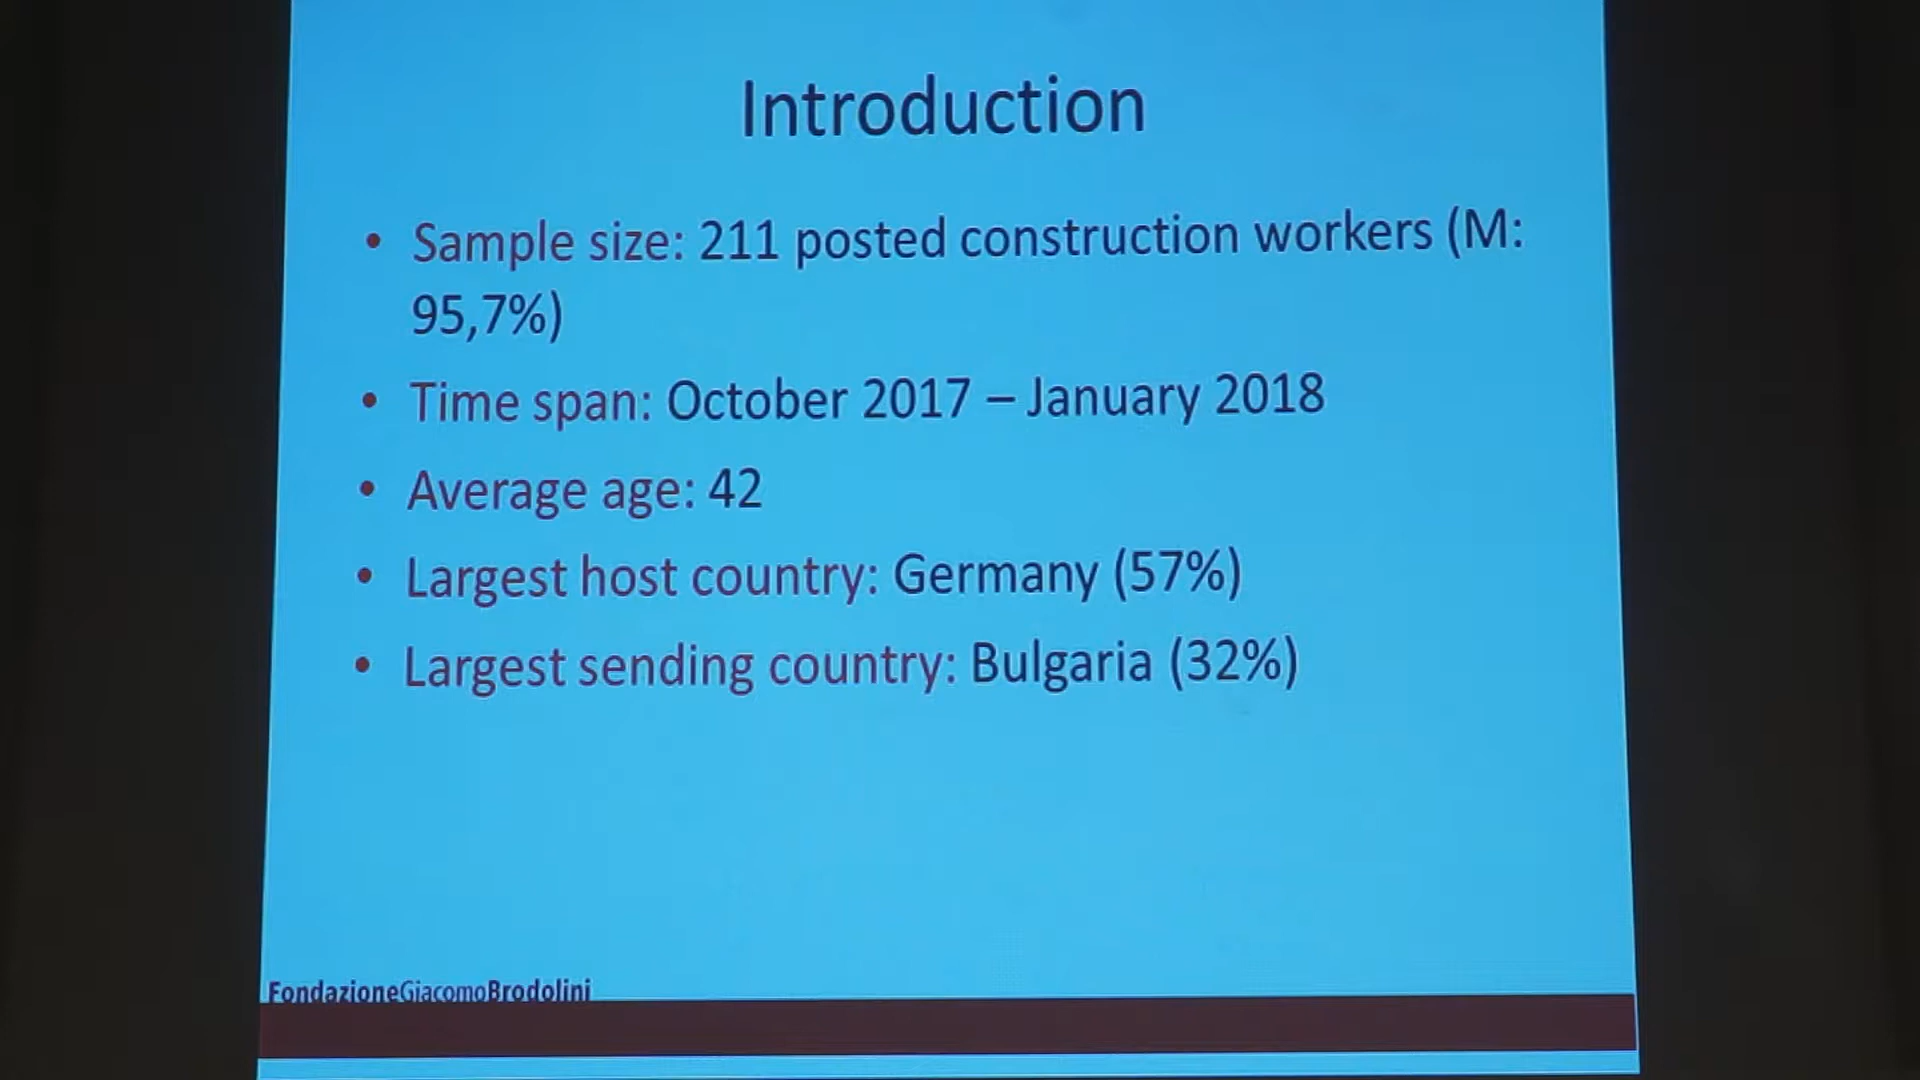 Introduction
• Sample size: 211 posted construction workers (M:
95,7%)
• Time span: October 2017 – January 2018
• Average age: 42
• Largest host country: Germany (57%)
• Largest sending country: Bulgaria (32%)
FondazioneGiacomoBrodolini